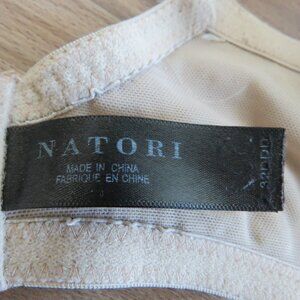 NATORI
MADE IN CHINA
FABRIQUE EN CHINE
32DDD